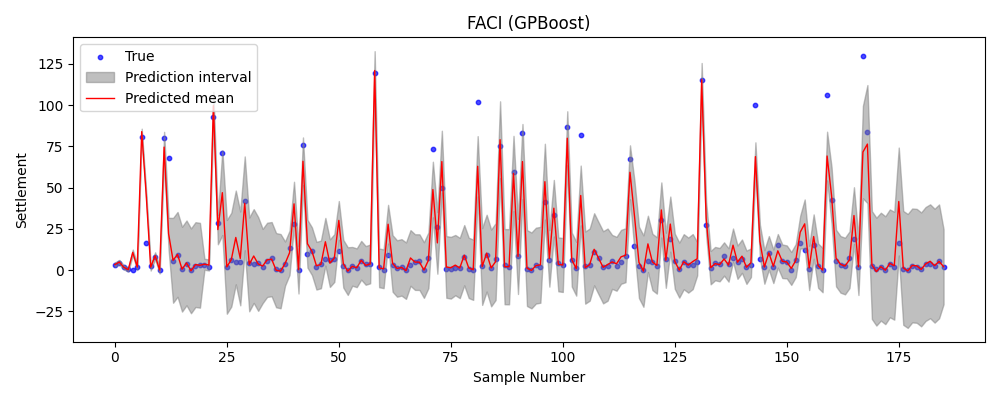 FACI (GPBoost)
True
Prediction interval
Predicted mean
Settlement
125
100
75
50
25
0
−25
0 25 50 75 100 125 150 175
Sample Number